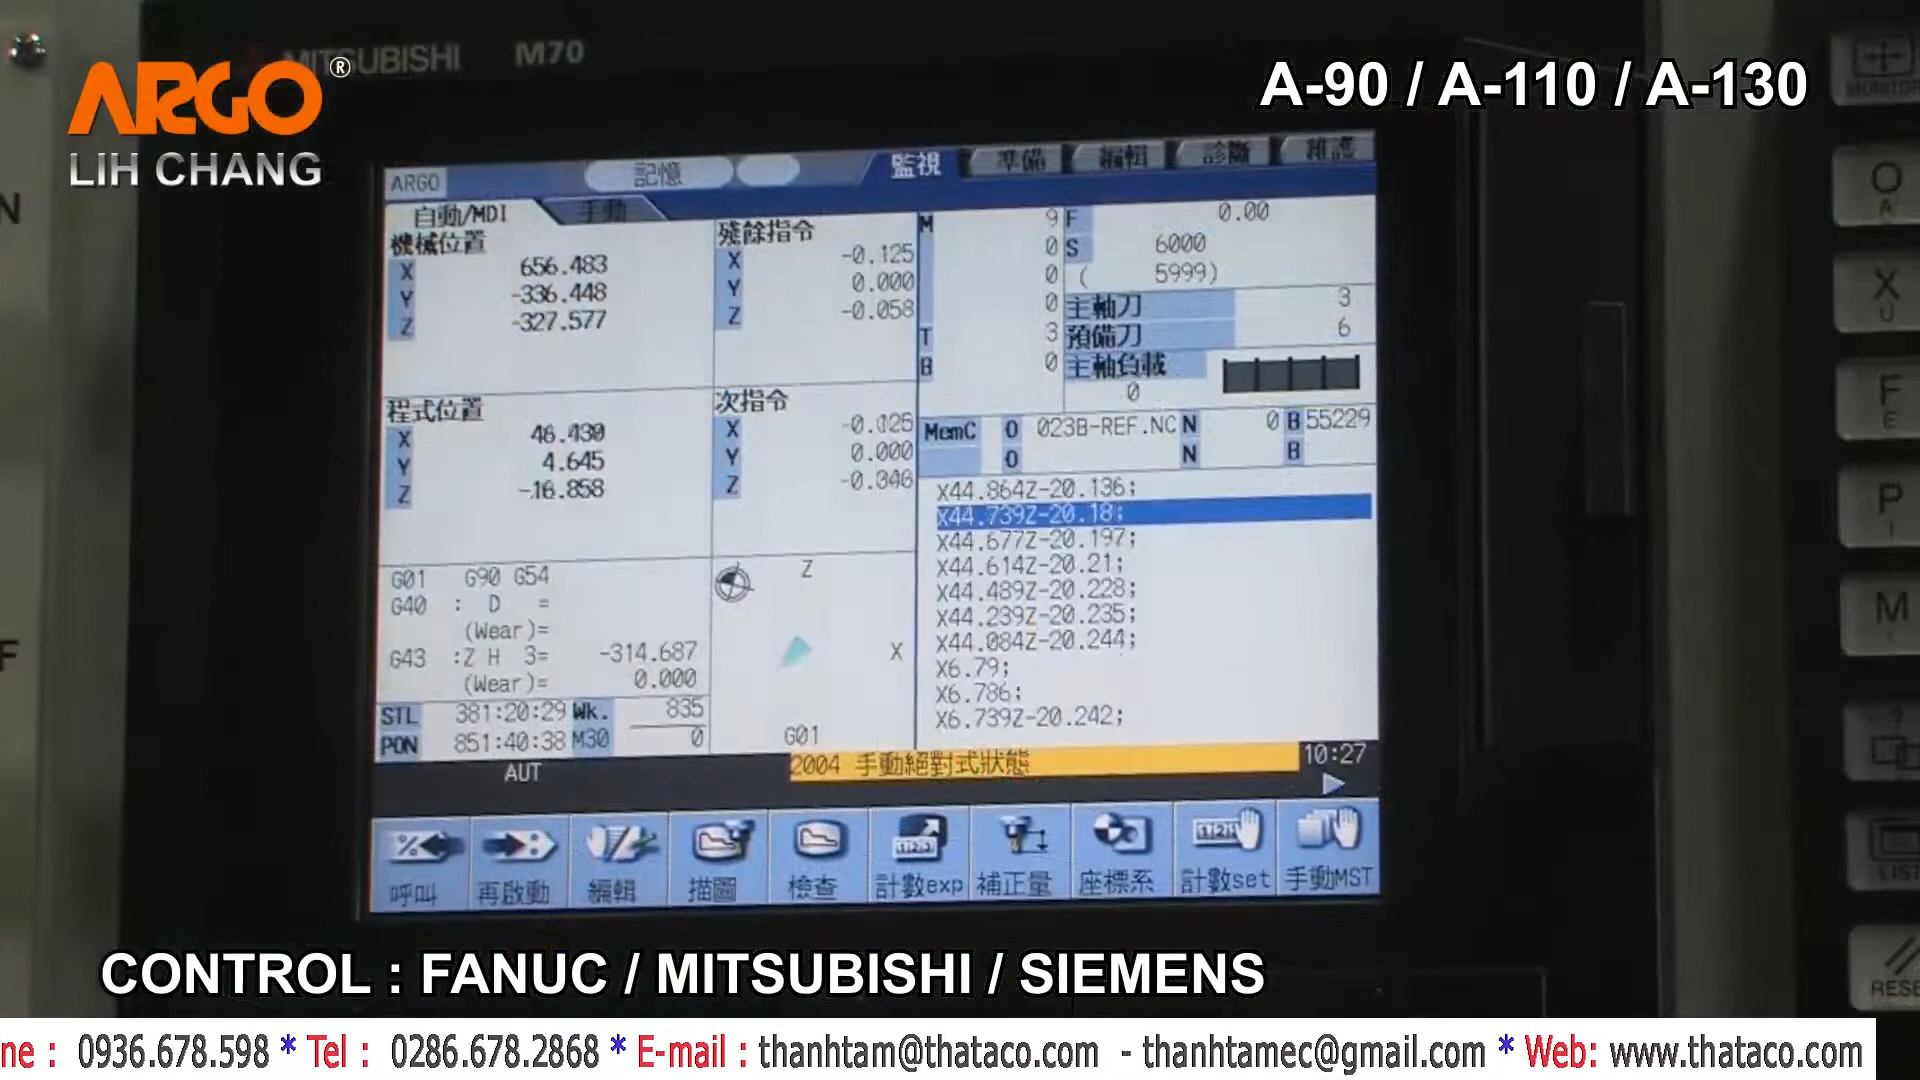 MITSUBISHI M70
ARGO®
LIH CHANG
A-90 / A-110 / A-130
ARGO 記憶 監視 準備 編輯 診斷 維護
自動/MDI 手動
機械位置
X 656.483
Y -336.448
Z -327.577
殘餘指令
X -0.125
Y 0.000
Z -0.058
M 9
0
0
0
T 3
B 0
F 0.00
S 6000
( 5999)
主軸刀 3
預備刀 6
主軸負載
0
程式位置
X 46.430
Y 4.645
Z -16.858
次指令
X -0.125
Y 0.000
Z -0.346
MemC O 023B-REF.NC N 0 B 55229
O N B
X44.864Z-20.136;
X44.739Z-20.18;
X44.677Z-20.197;
X44.614Z-20.21;
X44.489Z-20.228;
X44.239Z-20.235;
X44.084Z-20.244;
X6.79;
X6.786;
X6.739Z-20.242;
G01 G90 G54
G40 : D =
(Wear)=
G43 :Z H 3= -314.687
(Wear)= 0.000
Z
X
G01
STL 381:20:29 Wk. 835
PON 851:40:38 M30 0
AUT
2004 手動絕對式狀態
10:27
呼叫 再啟動 編輯 描圖 檢查 計數exp 補正量 座標系 計數set 手動MST
O
A
X
U
F
E
P
I
M
LIST
CONTROL : FANUC / MITSUBISHI / SIEMENS
ne : 0936.678.598 * Tel : 0286.678.2868 * E-mail : thanhtam@thataco.com - thanhtamec@gmail.com * Web: www.thataco.com